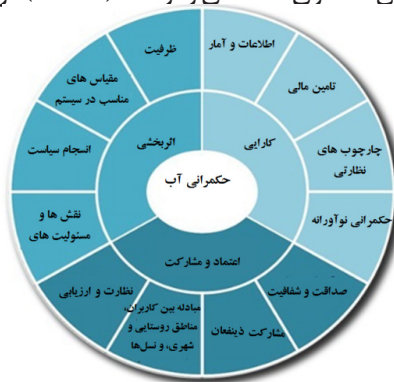 ظرفیت
اطلاعات و آمار
مقیاس های
مناسب در سیستم
تامین مالی
اثربخشی
کارایی
انسجام سیاست
چارچوب های
نظارتی
حکمرانی آب
نقش ها و
مسئولیت های
حکمرانی نوآورانه
اعتماد و مشارکت
نظارت و ارزیابی
مبادله بین کاربران،
مناطق روستایی و
شهری، و نسل‌ها
مشارکت ذینفعان
صداقت و شفافیت